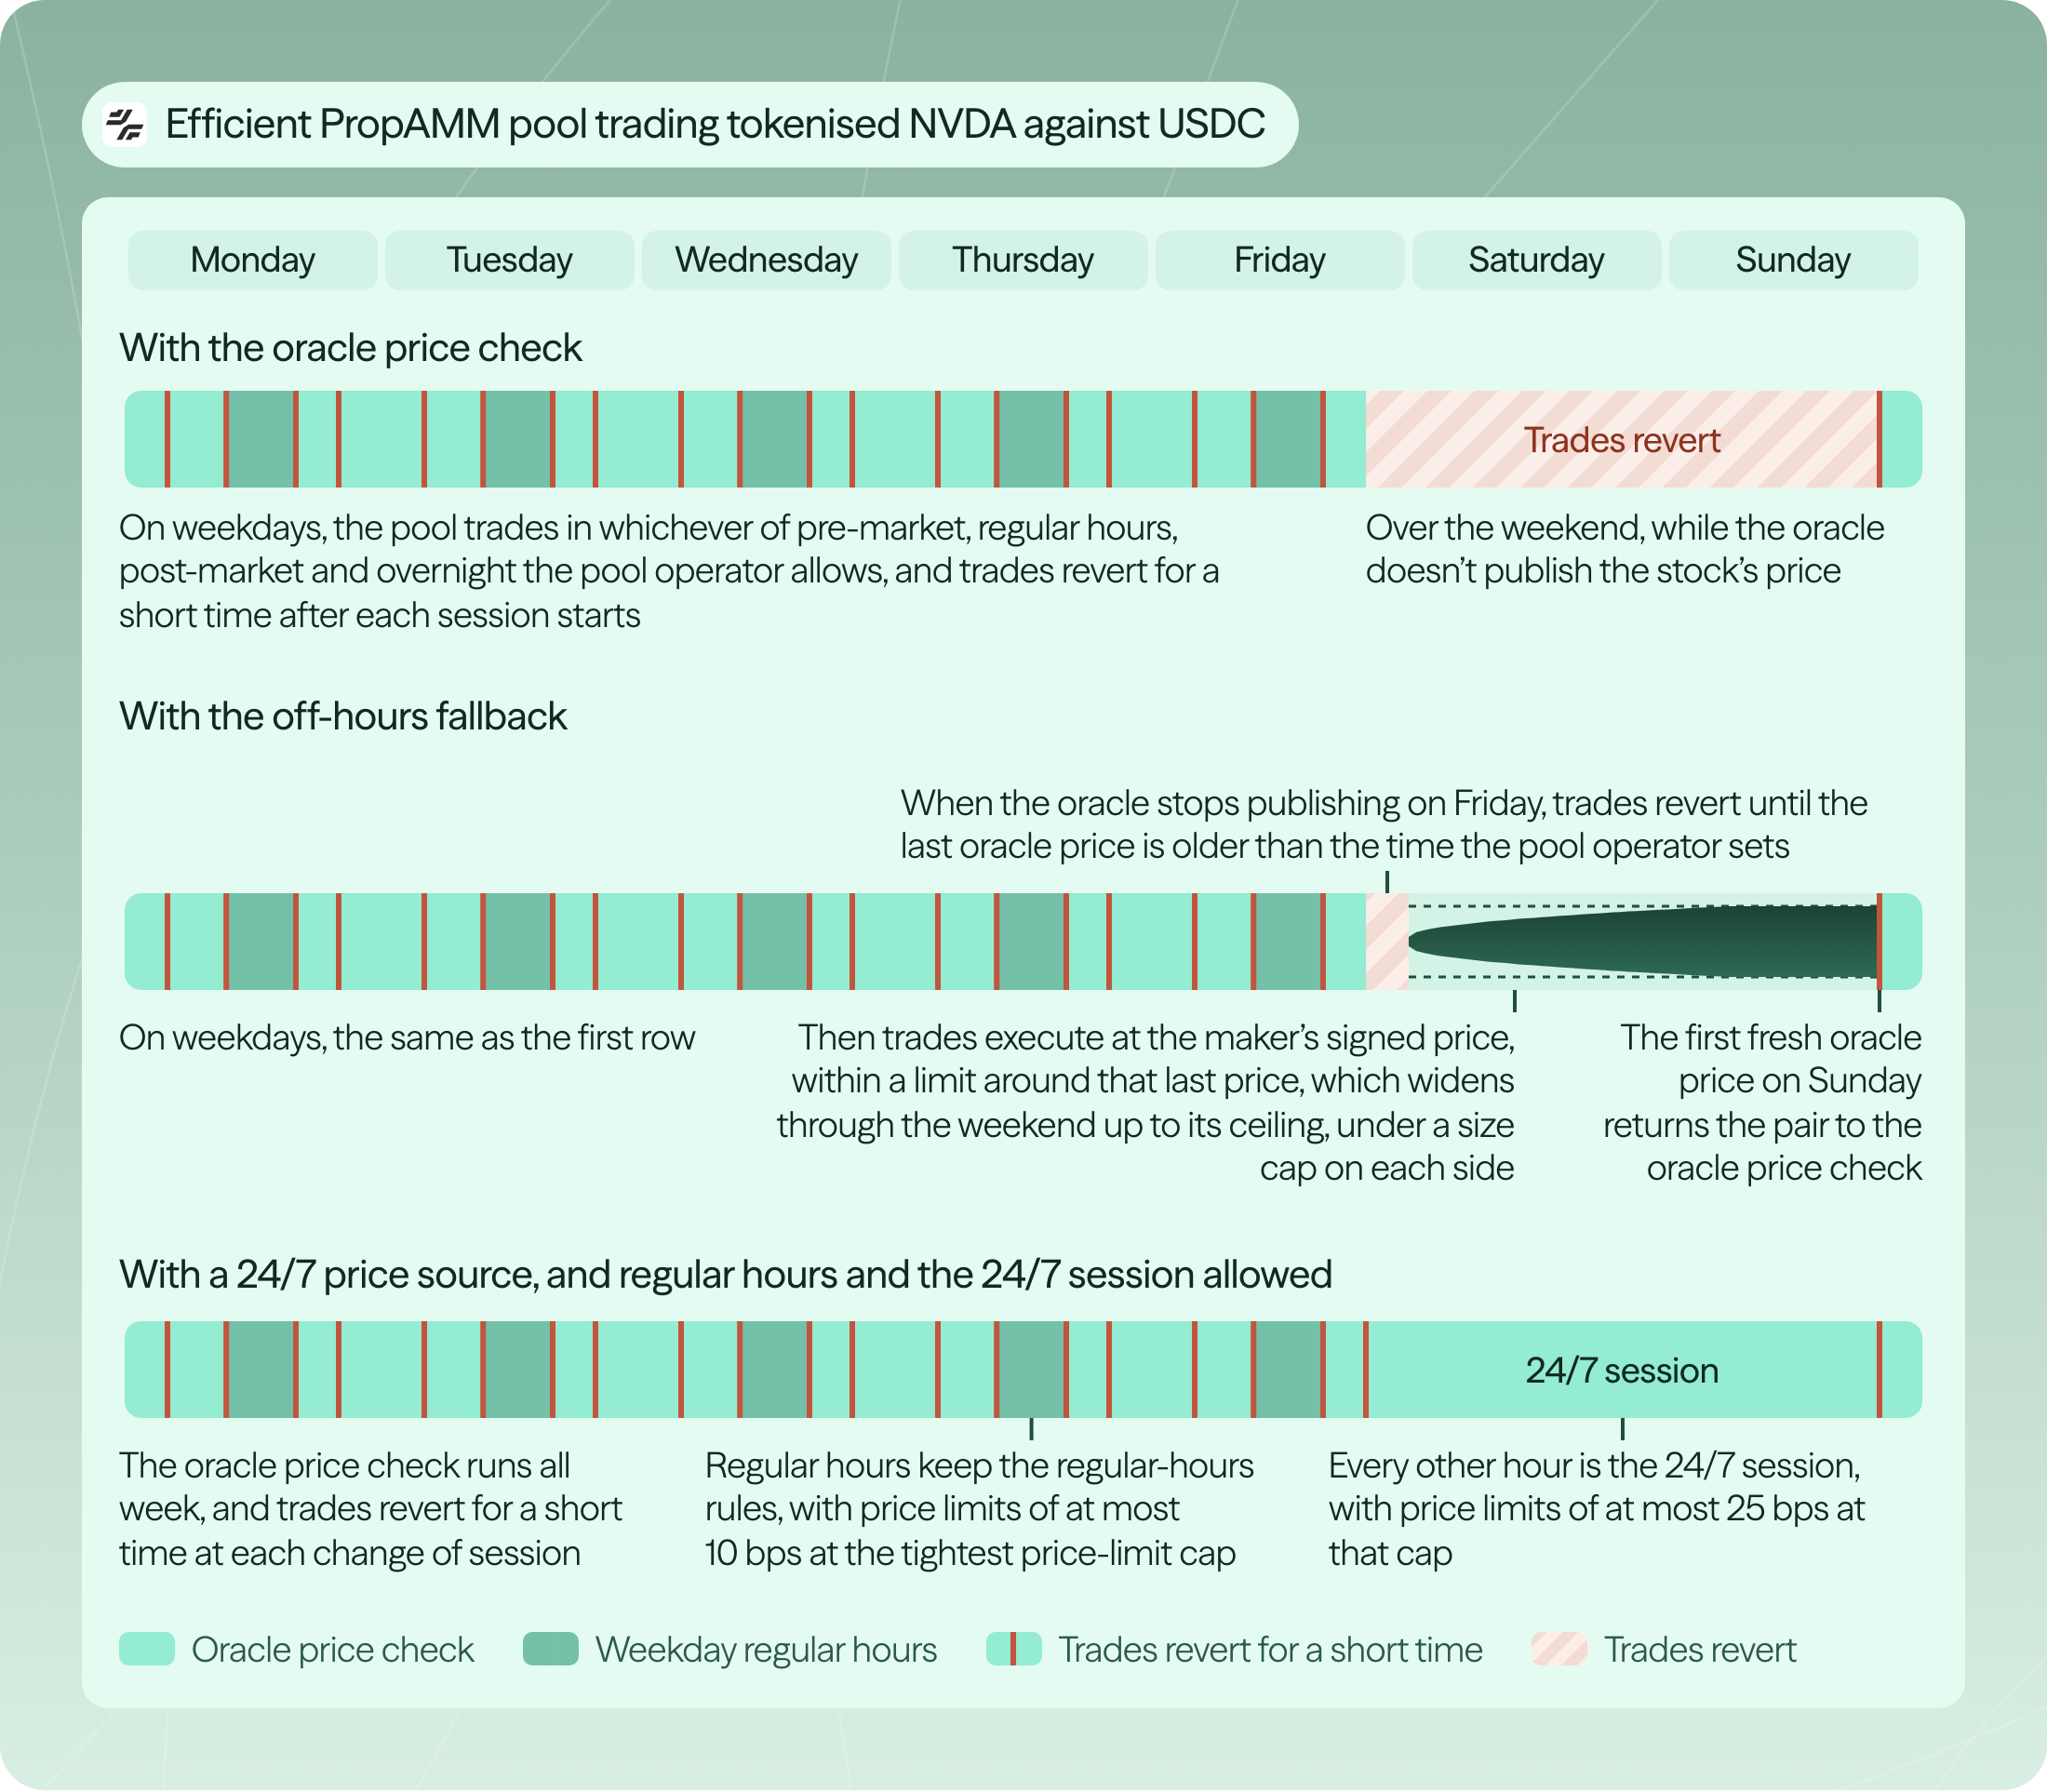 Efficient PropAMM pool trading tokenised NVDA against USDC
Monday
Tuesday
Wednesday
Thursday
Friday
Saturday
Sunday
With the oracle price check
Trades revert
On weekdays, the pool trades in whichever of pre-market, regular hours,
post-market and overnight the pool operator allows, and trades revert for a
short time after each session starts
Over the weekend, while the oracle
doesn’t publish the stock’s price
With the off-hours fallback
When the oracle stops publishing on Friday, trades revert until the
last oracle price is older than the time the pool operator sets
On weekdays, the same as the first row
Then trades execute at the maker’s signed price,
within a limit around that last price, which widens
through the weekend up to its ceiling, under a size
cap on each side
The first fresh oracle
price on Sunday
returns the pair to the
oracle price check
With a 24/7 price source, and regular hours and the 24/7 session allowed
24/7 session
The oracle price check runs all
week, and trades revert for a short
time at each change of session
Regular hours keep the regular-hours
rules, with price limits of at most
10 bps at the tightest price-limit cap
Every other hour is the 24/7 session,
with price limits of at most 25 bps at
that cap
Oracle price check
Weekday regular hours
Trades revert for a short time
Trades revert